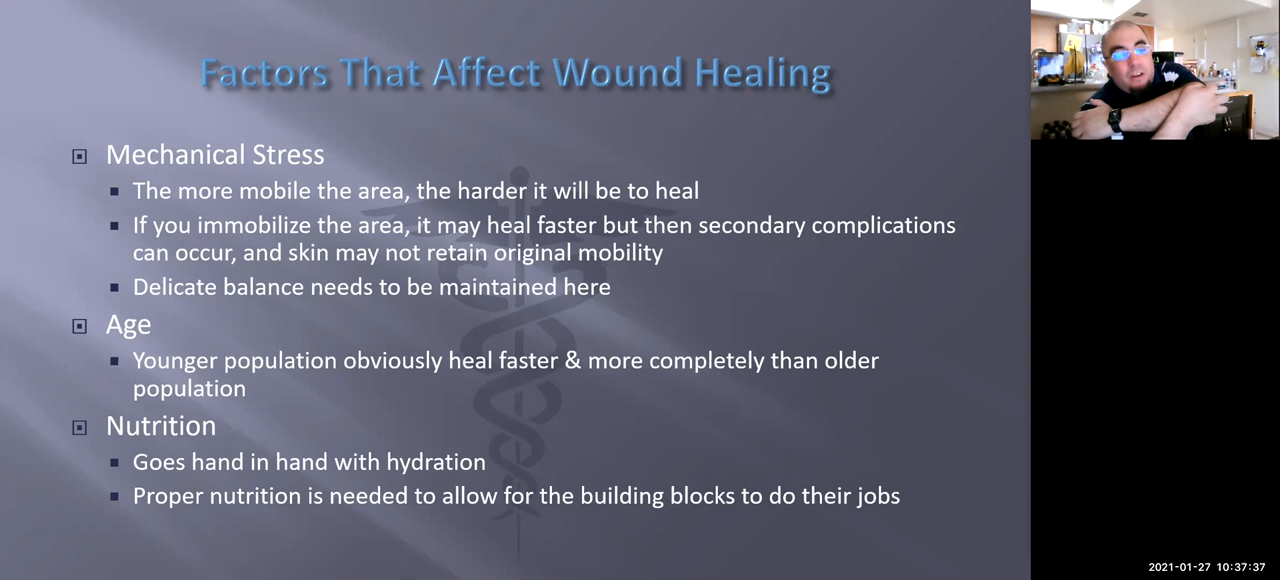 Factors That Affect Wound Healing
Mechanical Stress
The more mobile the area, the harder it will be to heal
If you immobilize the area, it may heal faster but then secondary complications
can occur, and skin may not retain original mobility
Delicate balance needs to be maintained here
Age
Younger population obviously heal faster & more completely than older
population
Nutrition
Goes hand in hand with hydration
Proper nutrition is needed to allow for the building blocks to do their jobs
2021-01-27 10:37:37